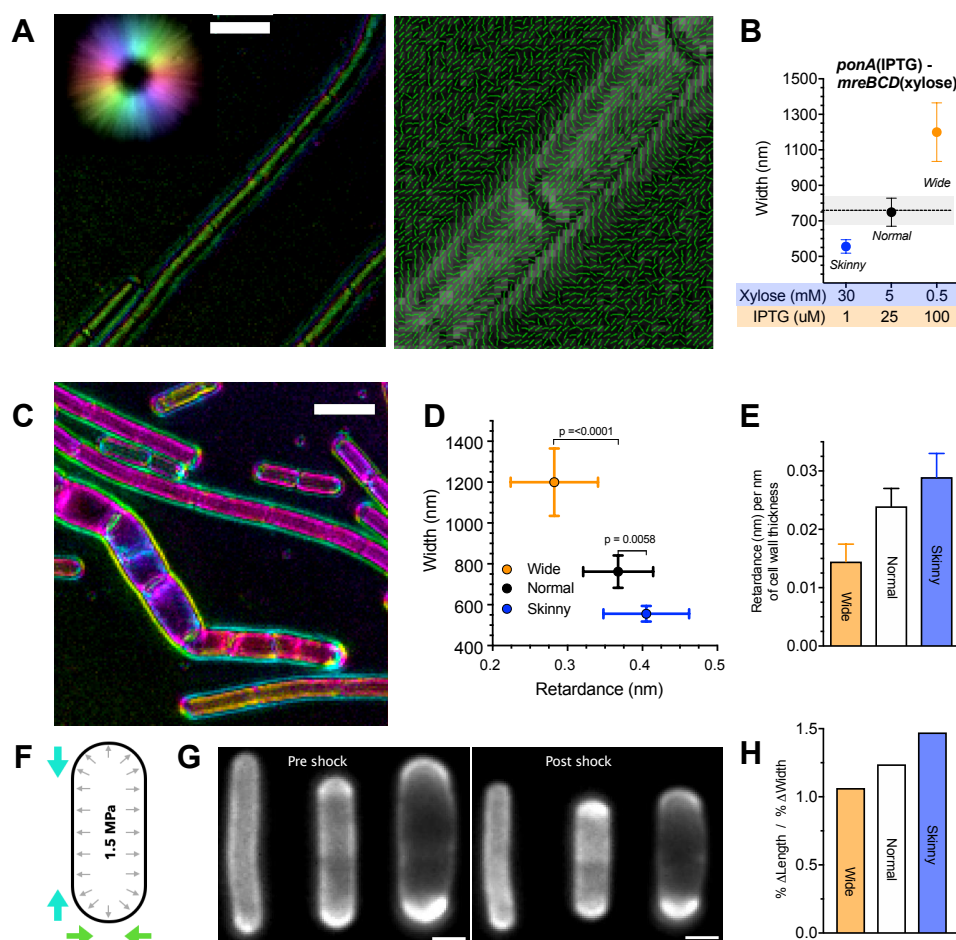 A
B
ponA(IPTG) -
mreBCD(xylose)
Width (nm)
1500
1300
1100
900
700
500
Wide
Normal
Skinny
Xylose (mM) 30 5 0.5
IPTG (uM) 1 25 100
C
D
Width (nm)
1400
1200
1000
800
600
400
p =<0.0001
p = 0.0058
Wide
Normal
Skinny
0.2 0.3 0.4 0.5
Retardance (nm)
E
Retardance (nm) per nm
of cell wall thickness
0.03
0.02
0.01
0.00
Wide
Normal
Skinny
F
1.5 MPa
G
Pre shock
Post shock
H
% ΔLength / % ΔWidth
1.5
1.0
0.5
0.0
Wide
Normal
Skinny